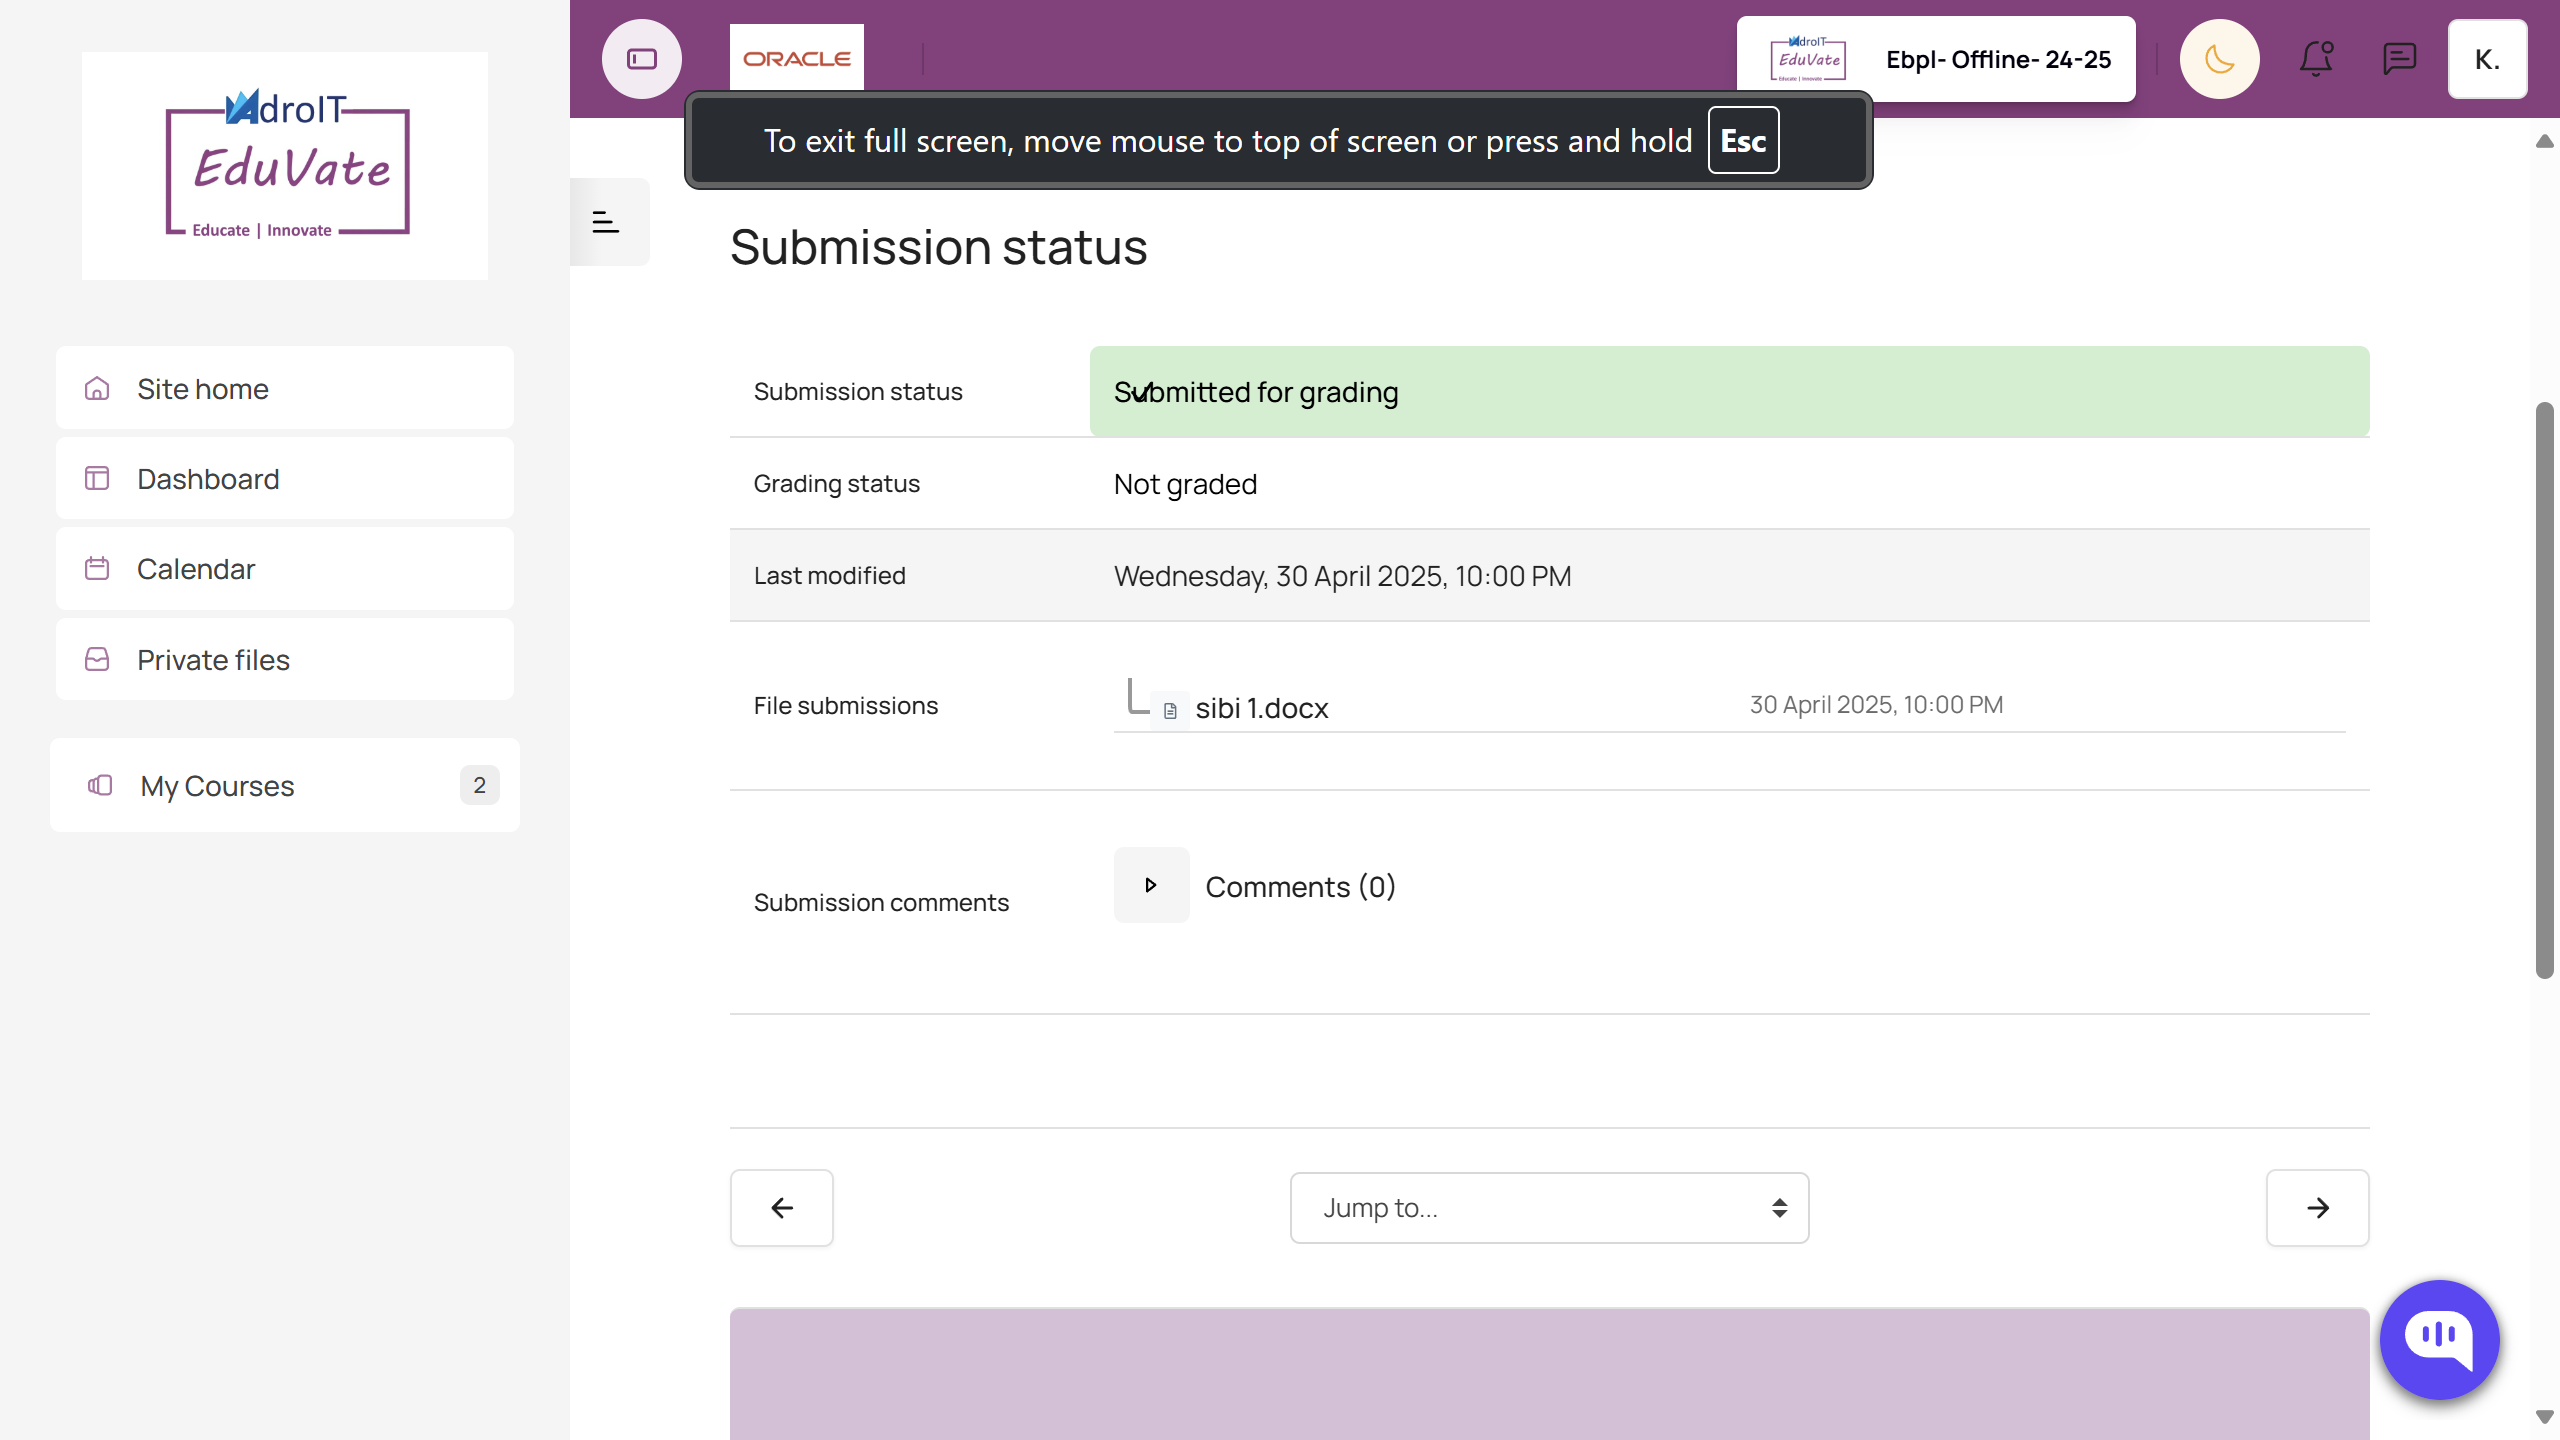 AdroIT
EduVate
Educate | Innovate
Site home
Dashboard
Calendar
Private files
My Courses
2
ORACLE
AdroIT
EduVate
Educate | Innovate
Ebpl- Offline- 24-25
K.
To exit full screen, move mouse to top of screen or press and hold Esc
Submission status
Submission status
Submitted for grading
Grading status
Not graded
Last modified
Wednesday, 30 April 2025, 10:00 PM
File submissions
sibi 1.docx
30 April 2025, 10:00 PM
Submission comments
Comments (0)
Jump to...